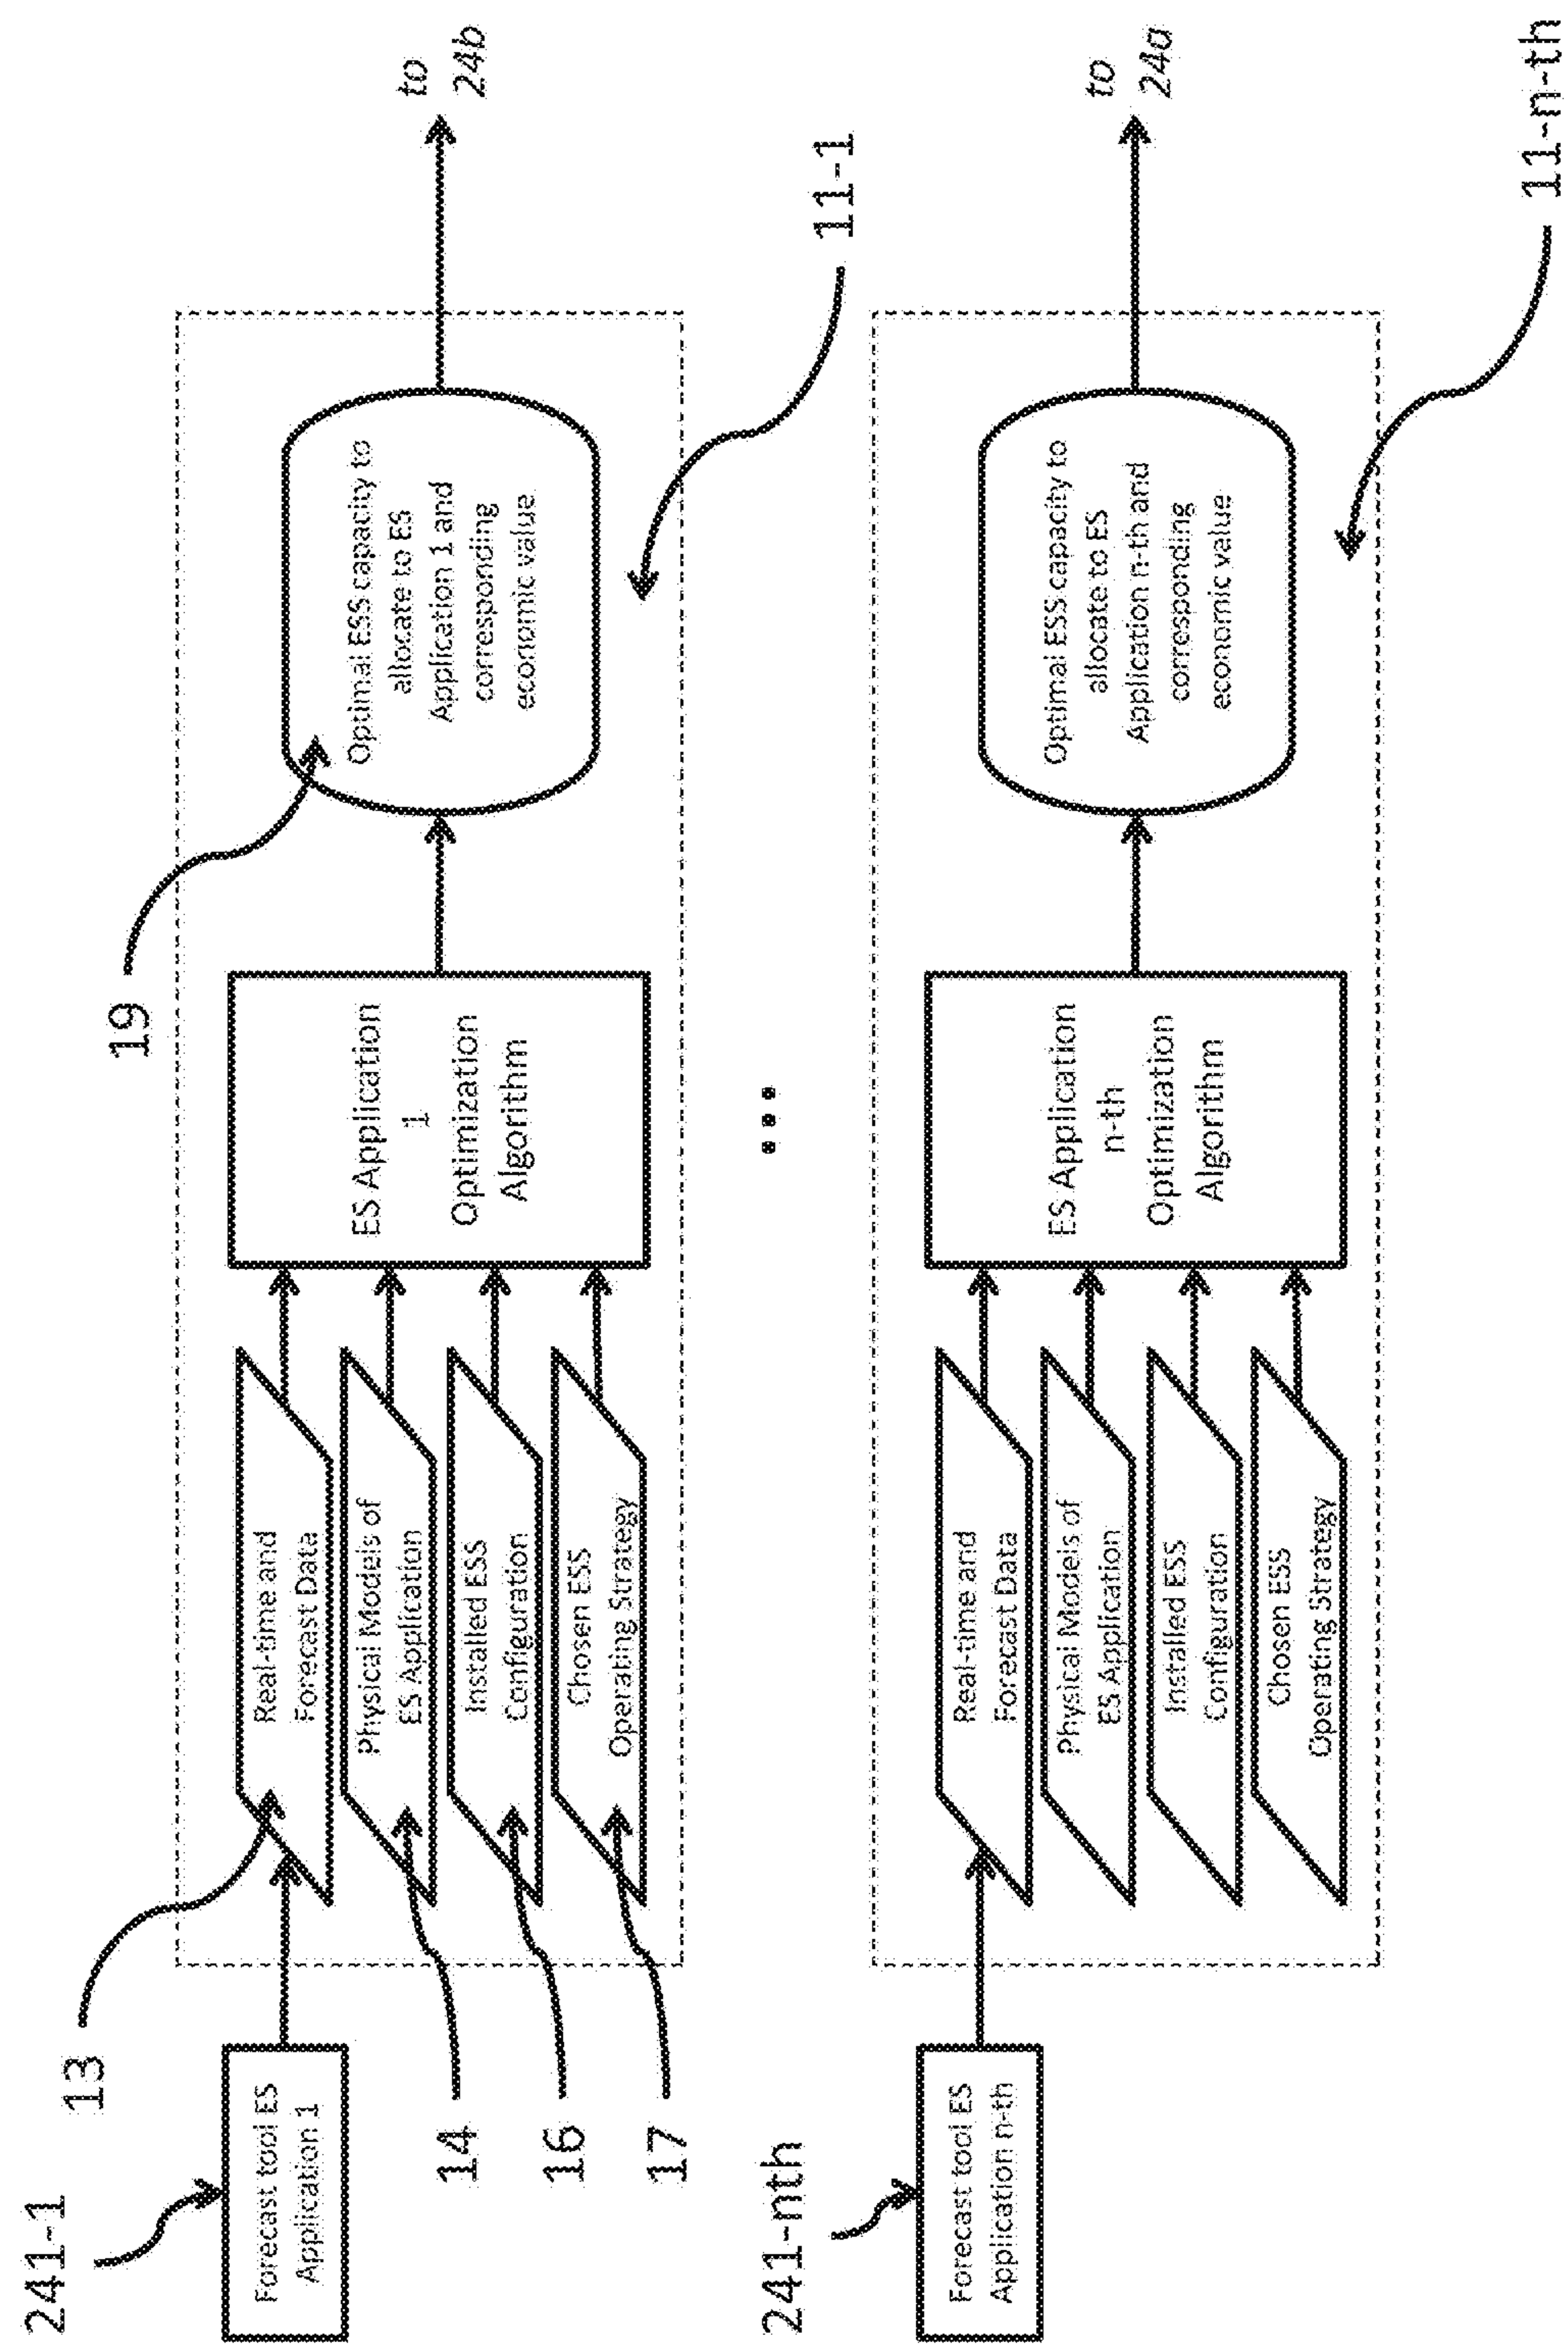 241-1
Forecast tool ES
Application 1
13
14
16
17
Real-time and
Forecast Data
Physical Models of
ES Application
Installed ESS
Configuration
Chosen ESS
Operating Strategy
ES Application
1
Optimization
Algorithm
19
Optimal ESS capacity to
allocate to ES
Application 1 and
corresponding
economic value
11-1
to
24b
...
241-nth
Forecast tool ES
Application n-th
Real-time and
Forecast Data
Physical Models of
ES Application
Installed ESS
Configuration
Chosen ESS
Operating Strategy
ES Application
n-th
Optimization
Algorithm
Optimal ESS capacity to
allocate to ES
Application n-th and
corresponding
economic value
11-n-th
to
24a